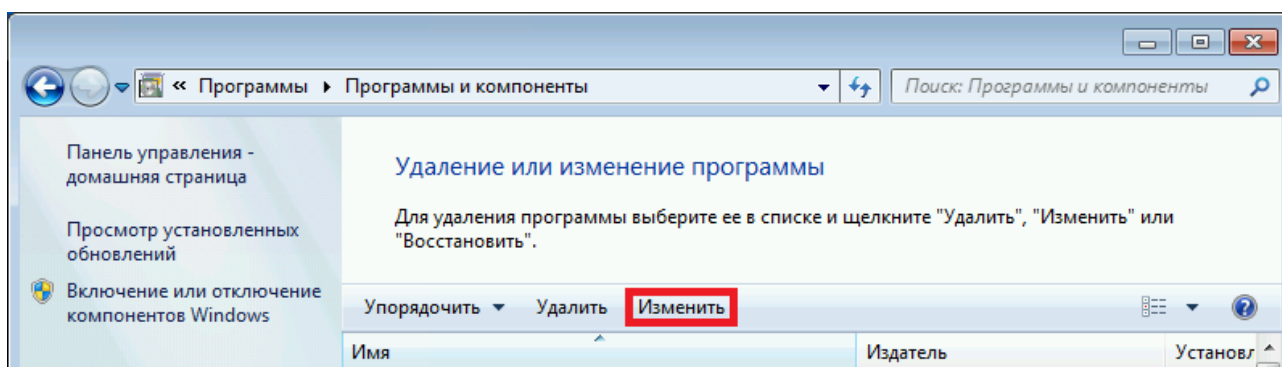 « Программы ▸ Программы и компоненты
Поиск: Программы и компоненты
Панель управления -
домашняя страница
Просмотр установленных
обновлений
Включение или отключение
компонентов Windows
Удаление или изменение программы
Для удаления программы выберите ее в списке и щелкните "Удалить", "Изменить" или
"Восстановить".
Упорядочить Удалить Изменить
Имя Издатель Установл